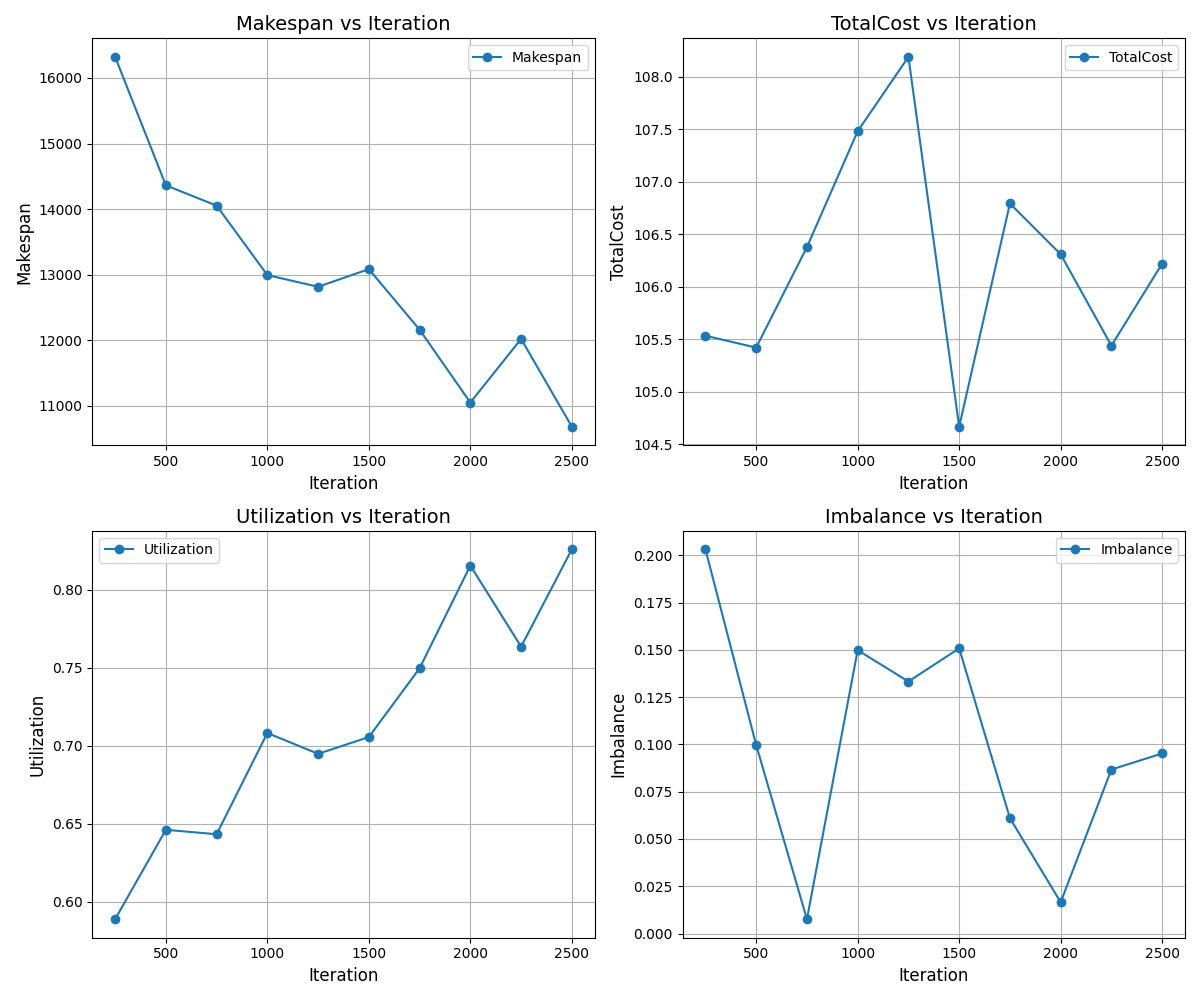 Makespan vs Iteration
Makespan
16000
15000
14000
13000
12000
11000
Makespan
500 1000 1500 2000 2500
Iteration
TotalCost vs Iteration
TotalCost
108.0
107.5
107.0
106.5
106.0
105.5
105.0
104.5
TotalCost
500 1000 1500 2000 2500
Iteration
Utilization vs Iteration
Utilization
0.80
0.75
0.70
0.65
0.60
Utilization
500 1000 1500 2000 2500
Iteration
Imbalance vs Iteration
Imbalance
0.200
0.175
0.150
0.125
0.100
0.075
0.050
0.025
0.000
Imbalance
500 1000 1500 2000 2500
Iteration